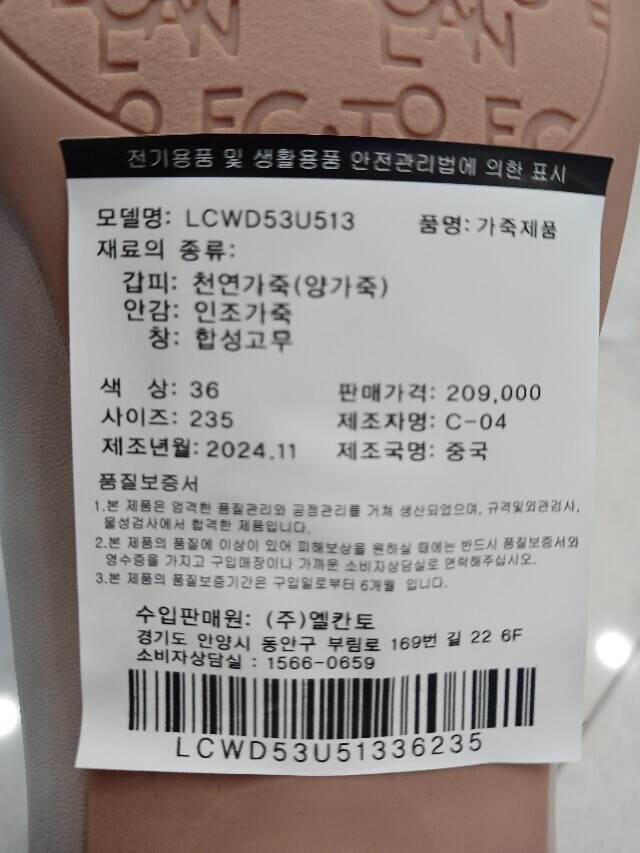 전기용품 및 생활용품 안전관리법에 의한 표시
모델명: LCWD53U513 품명: 가죽제품
재료의 종류:
갑피: 천연가죽(양가죽)
안감: 인조가죽
창: 합성고무
색 상: 36 판매가격: 209,000
사이즈: 235 제조자명: C-04
제조년월: 2024.11 제조국명: 중국
품질보증서
1.본 제품은 엄격한 품질관리와 공정관리를 거쳐 생산되었으며, 규격및외관검사,
물성검사에서 합격한 제품입니다.
2.본 제품의 품질에 이상이 있어 피해보상을 원하실 때에는 반드시 품질보증서와
영수증을 가지고 구입매장이나 가까운 소비자상담실로 연락해주십시오.
3.본 제품의 품질보증기간은 구입일로부터 6개월 입니다.
수입판매원: (주)엘칸토
경기도 안양시 동안구 부림로 169번 길 22 6F
소비자상담실 : 1566-0659
LCWD53U51336235